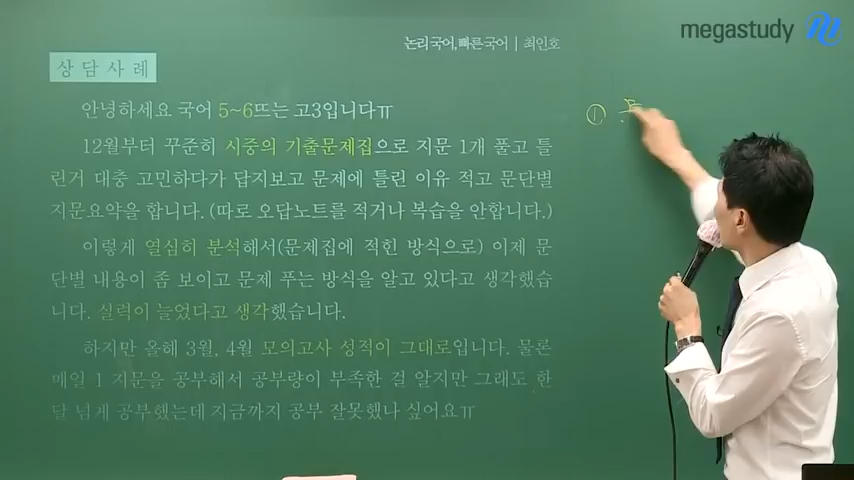 megastudy
논리국어, 빠른국어 | 최인호
상담사례
안녕하세요 국어 5~6뜨는 고3입니다ㅠ
12월부터 꾸준히 시중의 기출문제집으로 지문 1개 풀고 틀
린거 대충 고민하다가 답지보고 문제에 틀린 이유 적고 문단별
지문요약을 합니다. (따로 오답노트를 적거나 복습을 안합니다.)
이렇게 열심히 분석해서(문제집에 적힌 방식으로) 이제 문
단별 내용이 좀 보이고 문제 푸는 방식을 알고 있다고 생각했습
니다. 실력이 늘었다고 생각했습니다.
하지만 올해 3월, 4월 모의고사 성적이 그대로입니다. 물론
매일 1 지문을 공부해서 공부량이 부족한 걸 알지만 그래도 한
달 넘게 공부했는데 지금까지 공부 잘못했나 싶어요ㅠ
①